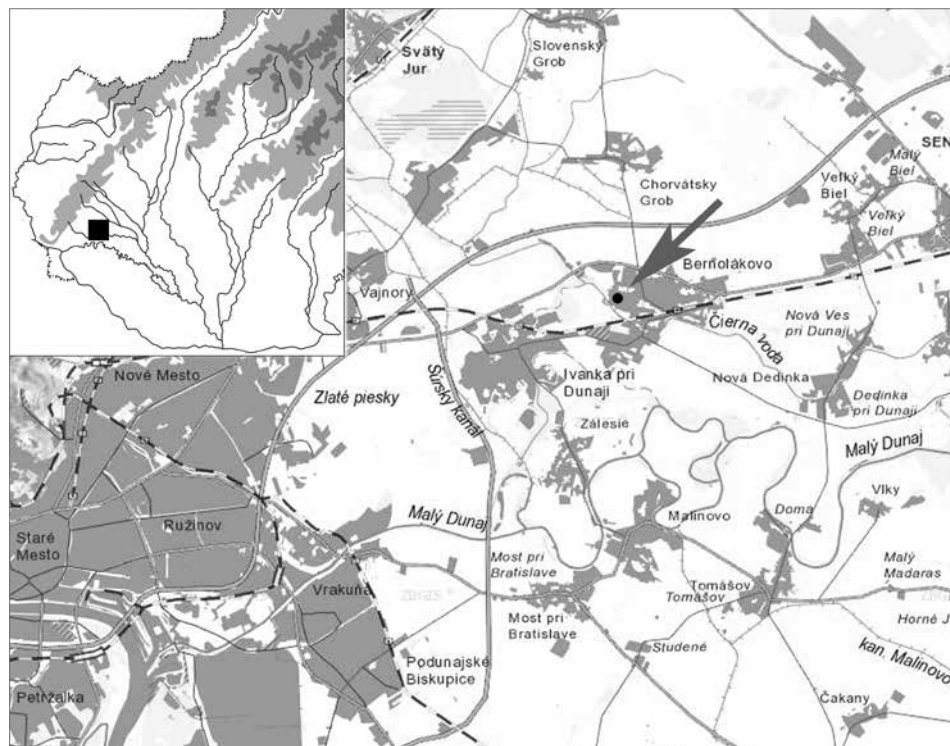 Svätý
Jur
Slovenský
Grob
Chorvátsky
Grob
SEN
Malý
Biel
Veľký
Biel
Veľký
Biel
Bernolákovo
Vajnory
Čierna voda
Nová Ves
pri Dunaji
Nové Mesto
Zlaté piesky
Šúrsky kanál
Ivanka pri
Dunaji
Nová Dedinka
Dedinka
pri Dunaji
Zálesie
Malý Dunaj
Vlky
Ružinov
Staré
Mesto
Malý Dunaj
Malinovo
Doma
Vrakuňa
Most pri
Bratislave
Tomášov
Tomášov
Malý
Madaras
Most pri
Bratislave
Horné J
Studené
Podunajské
Biskupice
kan. Malinovo
Petržalka
Čakany